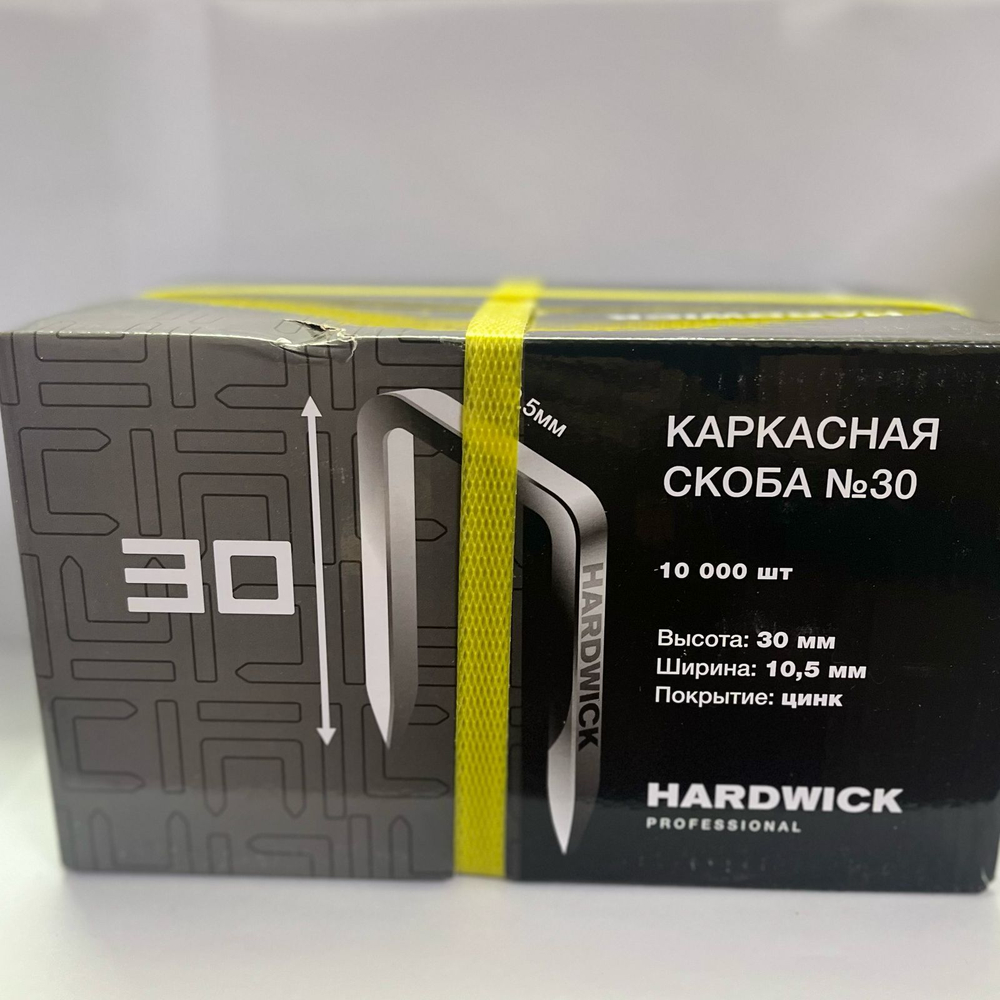 HARDWICK
.5мм
30
HARDWICK
КАРКАСНАЯ
СКОБА №30
10 000 шт
Высота: 30 мм
Ширина: 10,5 мм
Покрытие: цинк
HARDWICK
PROFESSIONAL